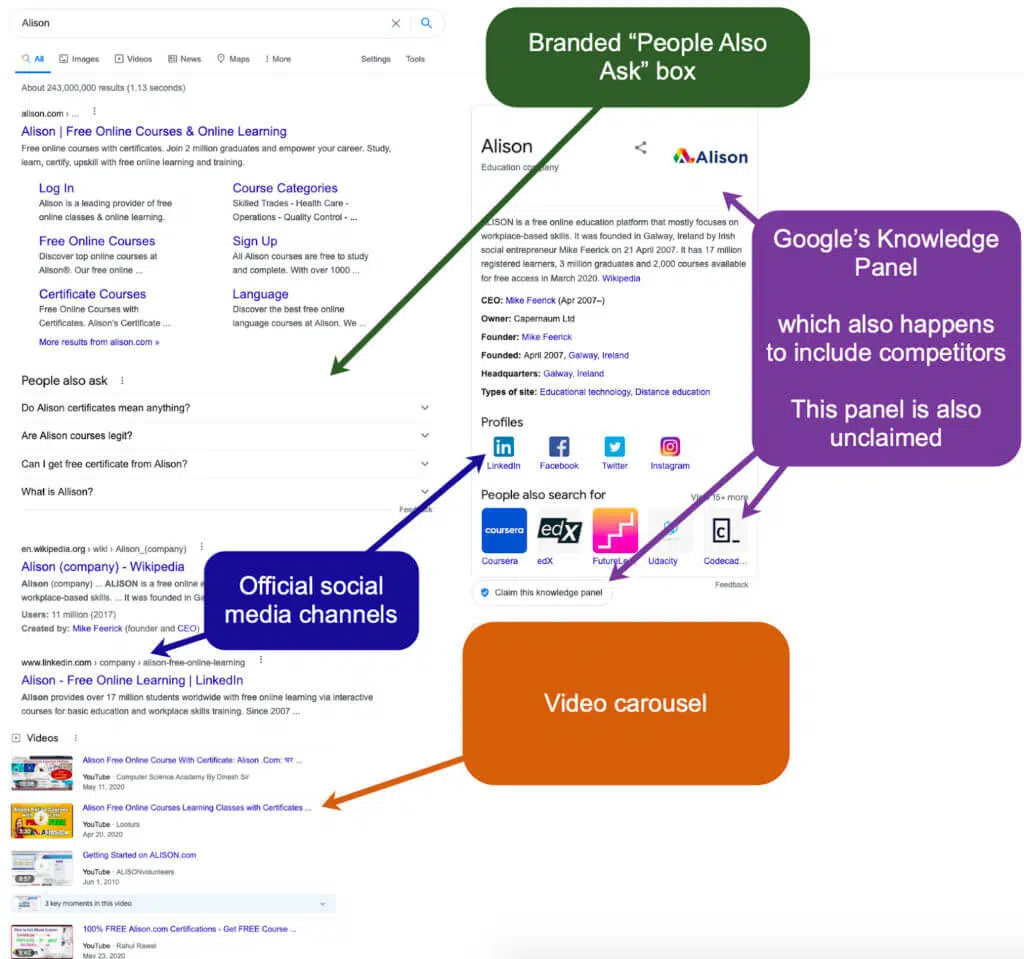 Alison
All
Images
Videos
News
Maps
More
Settings
Tools
About 243,000,000 results (1.13 seconds)
alison.com › ...
Alison | Free Online Courses & Online Learning
Free online courses with certificates. Join 2 million graduates and empower your career. Study,
learn, certify, upskill with free online learning and training.
Log In
Alison is a leading provider of free
online classes & online learning.
Course Categories
Skilled Trades - Health Care -
Operations - Quality Control - ...
Free Online Courses
Discover top online courses at
Alison®. Our free online ...
Sign Up
All Alison courses are free to study
and complete. With over 1000 ...
Certificate Courses
Free Online Courses with
Certificates. Alison's Certificate ...
Language
Discover the best free online
language courses at Alison. We ...
More results from alison.com »
People also ask
Do Alison certificates mean anything?
Are Alison courses legit?
Can I get free certificate from Alison?
What is Allison?
Feedback
en.wikipedia.org › wiki › Alison_(company)
Alison (company) - Wikipedia
Alison (company) ... ALISON is a free online
workplace-based skills. ... It was founded in
Users: 11 million (2017)
Created by: Mike Feerick (founder and CEO)
www.linkedin.com › company › alison-free-online-learning
Alison - Free Online Learning | LinkedIn
Alison provides over 17 million students worldwide with free online learning via interactive
courses for basic education and workplace skills training. Since 2007 ...
Videos
Alison Free Online Course With Certificate: Alison .Com: ...
YouTube · Computer Science Academy By Dinesh Sir
May 11, 2020
Alison Free Online Courses Learning Classes with Certificates ...
3:30
YouTube · Looturs
Apr 20, 2020
Getting Started on ALISON.com
YouTube · ALISONvolunteers
Jun 1, 2010
3 key moments in this video
100% FREE Alison.com Certifications - Get FREE Course ...
YouTube · Rahul Rawat
May 23, 2020
Branded “People Also
Ask” box
Alison
Education company
Alison
ALISON is a free online education platform that mostly focuses on
workplace-based skills. It was founded in Galway, Ireland by Irish
social entrepreneur Mike Feerick on 21 April 2007. It has 17 million
registered learners, 3 million graduates and 2,000 courses available
for free access in March 2020. Wikipedia
CEO: Mike Feerick (Apr 2007–)
Owner: Capernaum Ltd
Founder: Mike Feerick
Founded: April 2007, Galway, Ireland
Headquarters: Galway, Ireland
Types of site: Educational technology, Distance education
Profiles
LinkedIn
Facebook
Twitter
Instagram
People also search for
View 15+ more
coursera
edX
Coursera
edX
FutureLe...
Udacity
Codecad...
Feedback
Claim this knowledge panel
Google’s Knowledge
Panel
which also happens
to include competitors
This panel is also
unclaimed
Official social
media channels
Video carousel